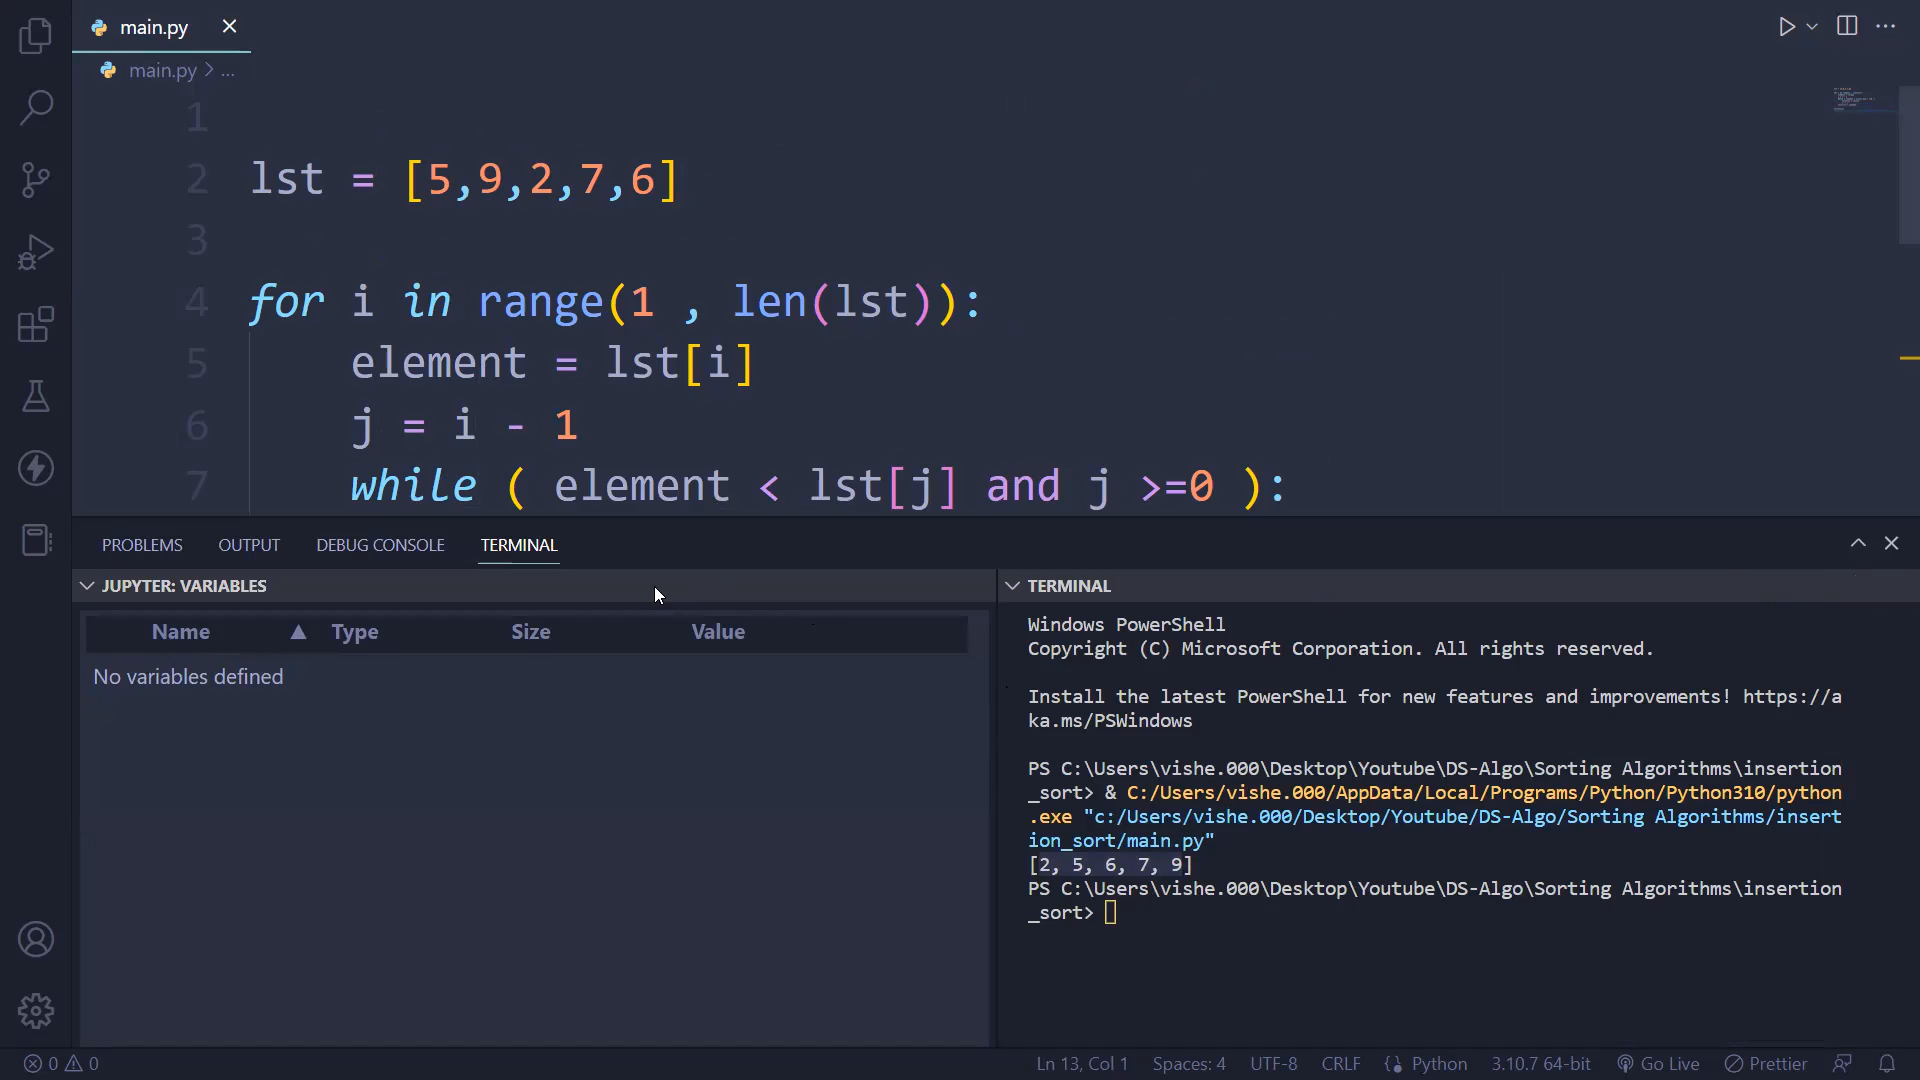 main.py
main.py > ...
1
2 lst = [5,9,2,7,6]
3
4 for i in range(1 , len(lst)):
5 element = lst[i]
6 j = i - 1
7 while ( element < lst[j] and j >=0 ):
PROBLEMS OUTPUT DEBUG CONSOLE TERMINAL
JUPYTER: VARIABLES
Name Type Size Value
No variables defined
TERMINAL
Windows PowerShell
Copyright (C) Microsoft Corporation. All rights reserved.
Install the latest PowerShell for new features and improvements! https://a
ka.ms/PSWindows
PS C:\Users\vishe.000\Desktop\Youtube\DS-Algo\Sorting Algorithms\insertion
_sort> & C:/Users/vishe.000/AppData/Local/Programs/Python/Python310/python
.exe "c:/Users/vishe.000/Desktop/Youtube/DS-Algo/Sorting Algorithms/insert
ion_sort/main.py"
[2, 5, 6, 7, 9]
PS C:\Users\vishe.000\Desktop\Youtube\DS-Algo\Sorting Algorithms\insertion
_sort>
0 0 Ln 13, Col 1 Spaces: 4 UTF-8 CRLF Python 3.10.7 64-bit Go Live Prettier